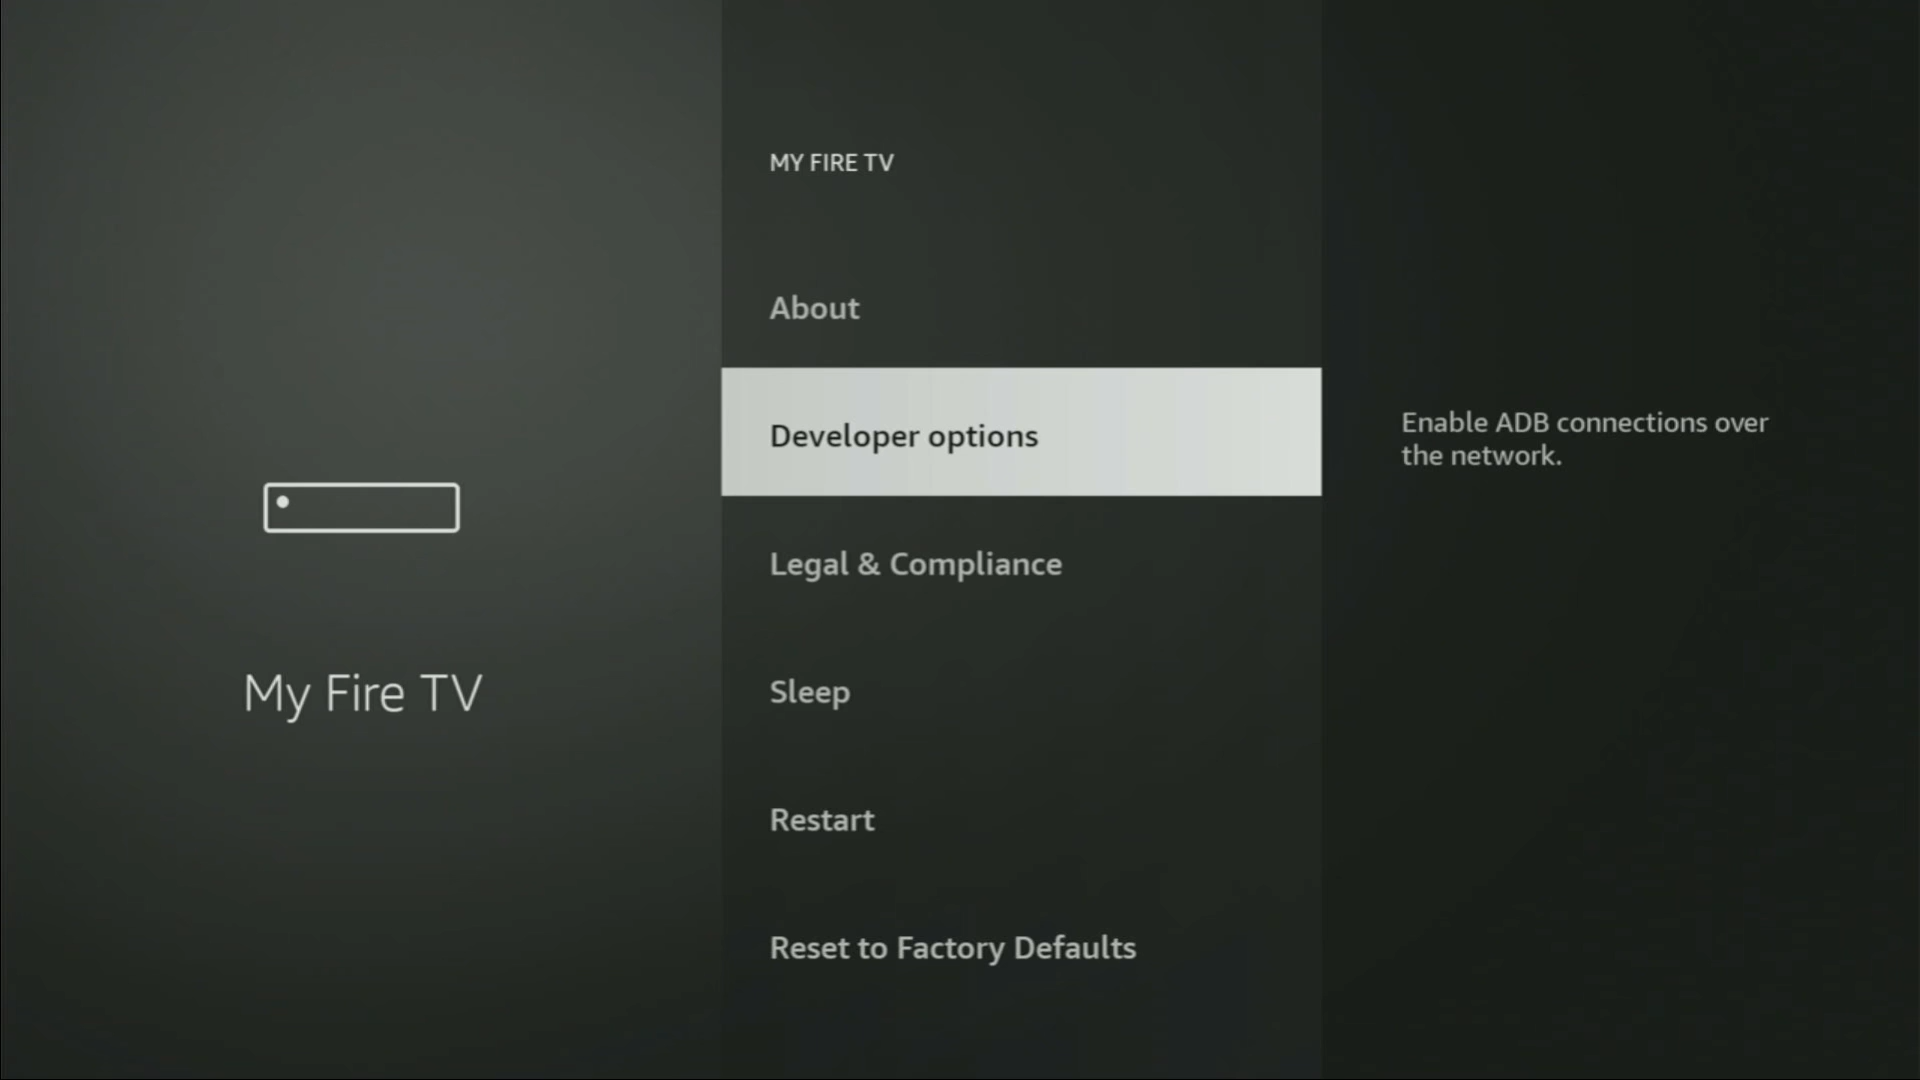 MY FIRE TV
About
Developer options
Enable ADB connections over
the network.
Legal & Compliance
Sleep
My Fire TV
Restart
Reset to Factory Defaults